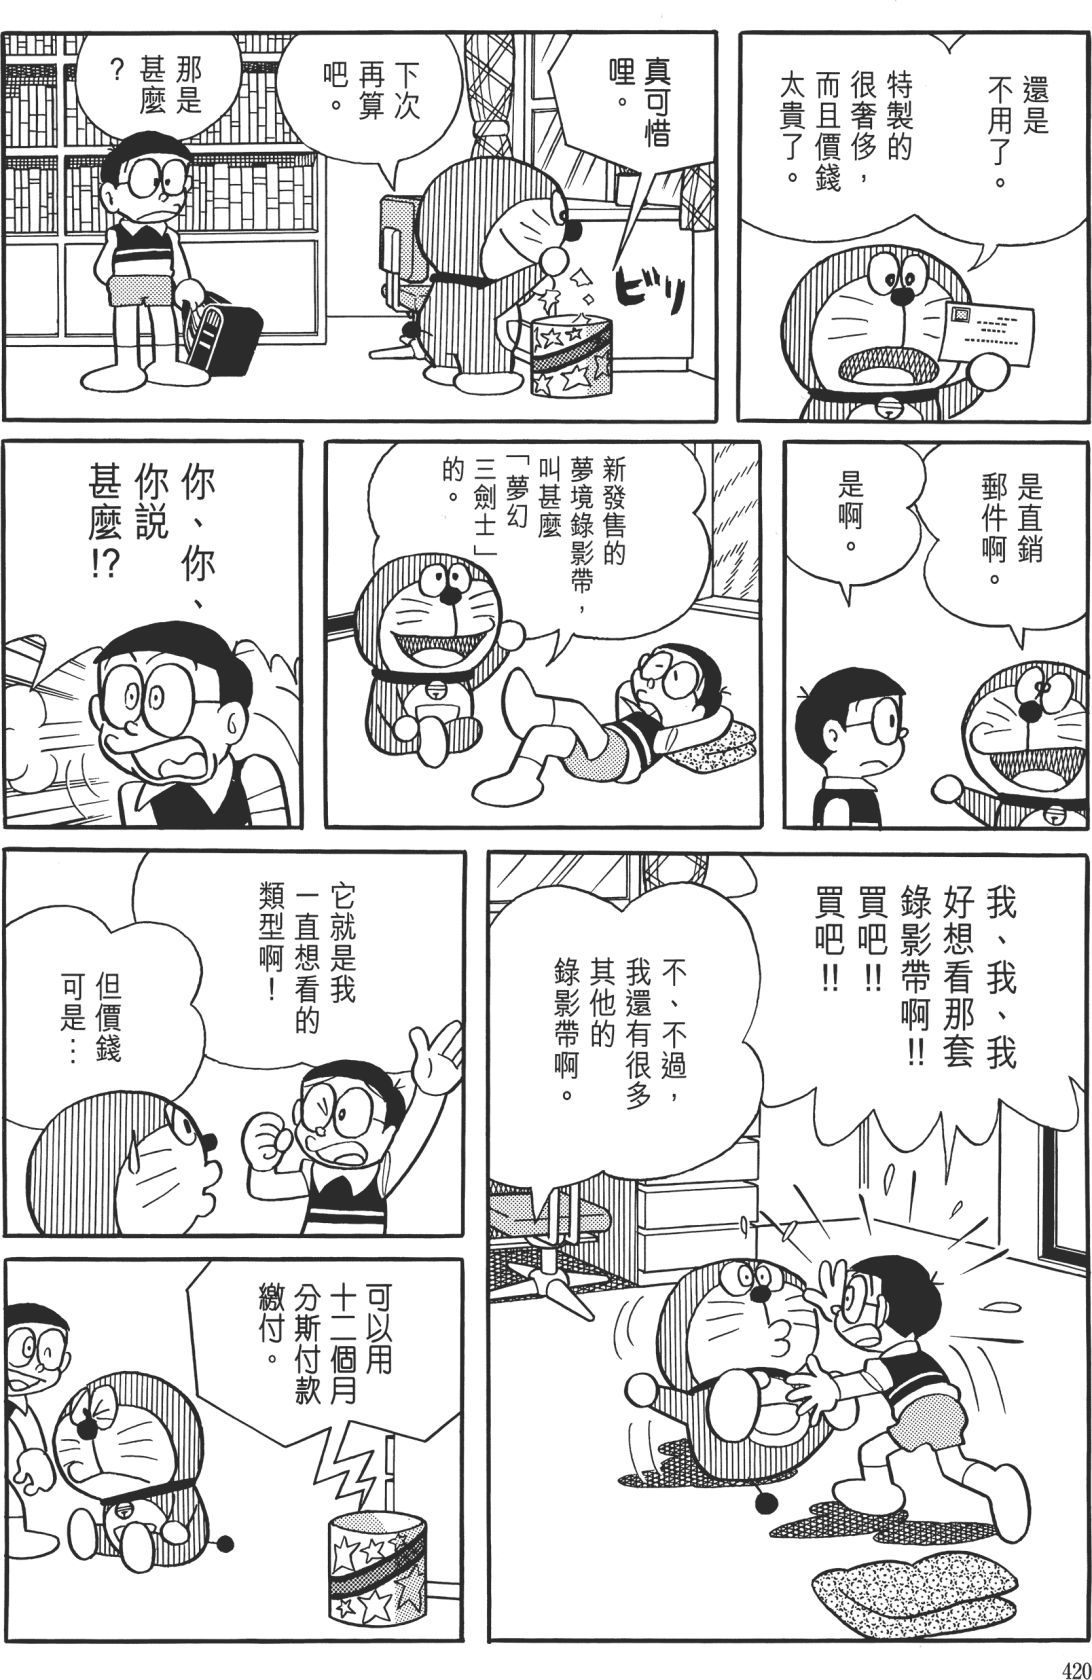 還是
不用了。
特製的
很奢侈，
而且價錢
太貴了。
真可惜
哩。
ビリ
下次
再算
吧。
那是
甚麼
?
是直銷
郵件啊。
是啊。
新發售的
夢境錄影帶，
叫甚麼
「夢幻
三劍士」
的。
你、你、
你説
甚麼!?
我、我、我
好想看那套
錄影帶啊!!
買吧!!
買吧!!
不、不過，
我還有很多
其他的
錄影帶啊。
它就是我
一直想看的
類型啊！
但價錢
可是…
可以用
十二個月
分斯付款
繳付。
420